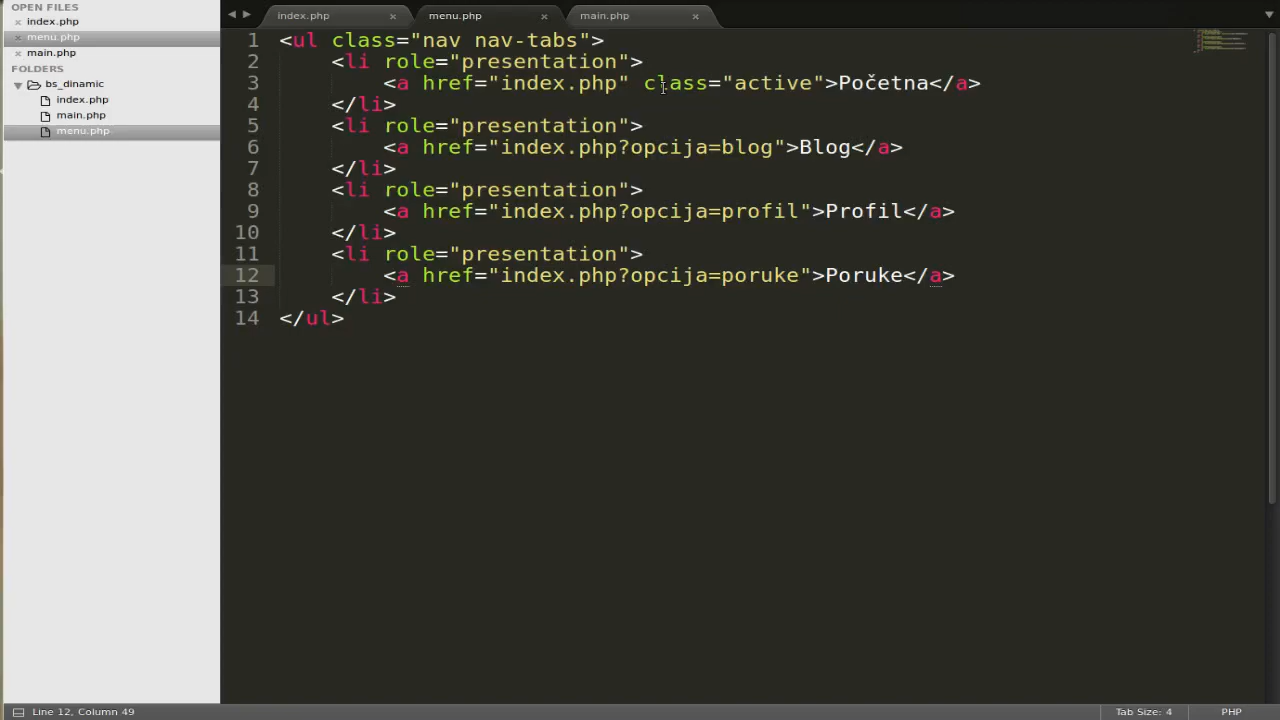 OPEN FILES
index.php
menu.php
main.php
FOLDERS
bs_dinamic
index.php
main.php
menu.php
index.php
menu.php
main.php
1 <ul class="nav nav-tabs">
2 <li role="presentation">
3 <a href="index.php" class="active">Početna</a>
4 </li>
5 <li role="presentation">
6 <a href="index.php?opcija=blog">Blog</a>
7 </li>
8 <li role="presentation">
9 <a href="index.php?opcija=profil">Profil</a>
10 </li>
11 <li role="presentation">
12 <a href="index.php?opcija=poruke">Poruke</a>
13 </li>
14 </ul>
Line 12, Column 49
Tab Size: 4
PHP